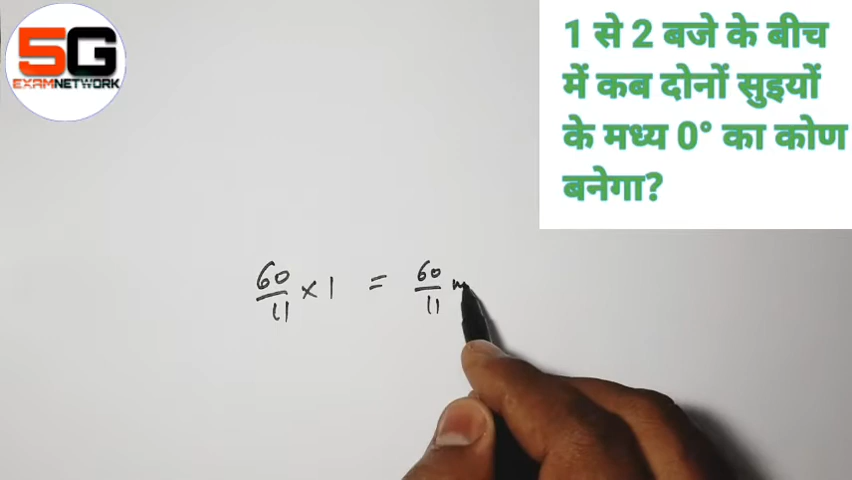 5G
EXAMNETWORK
1 से 2 बजे के बीच
में कब दोनों सुइयों
के मध्य 0° का कोण
बनेगा?
60/11 × 1 = 60/11 m